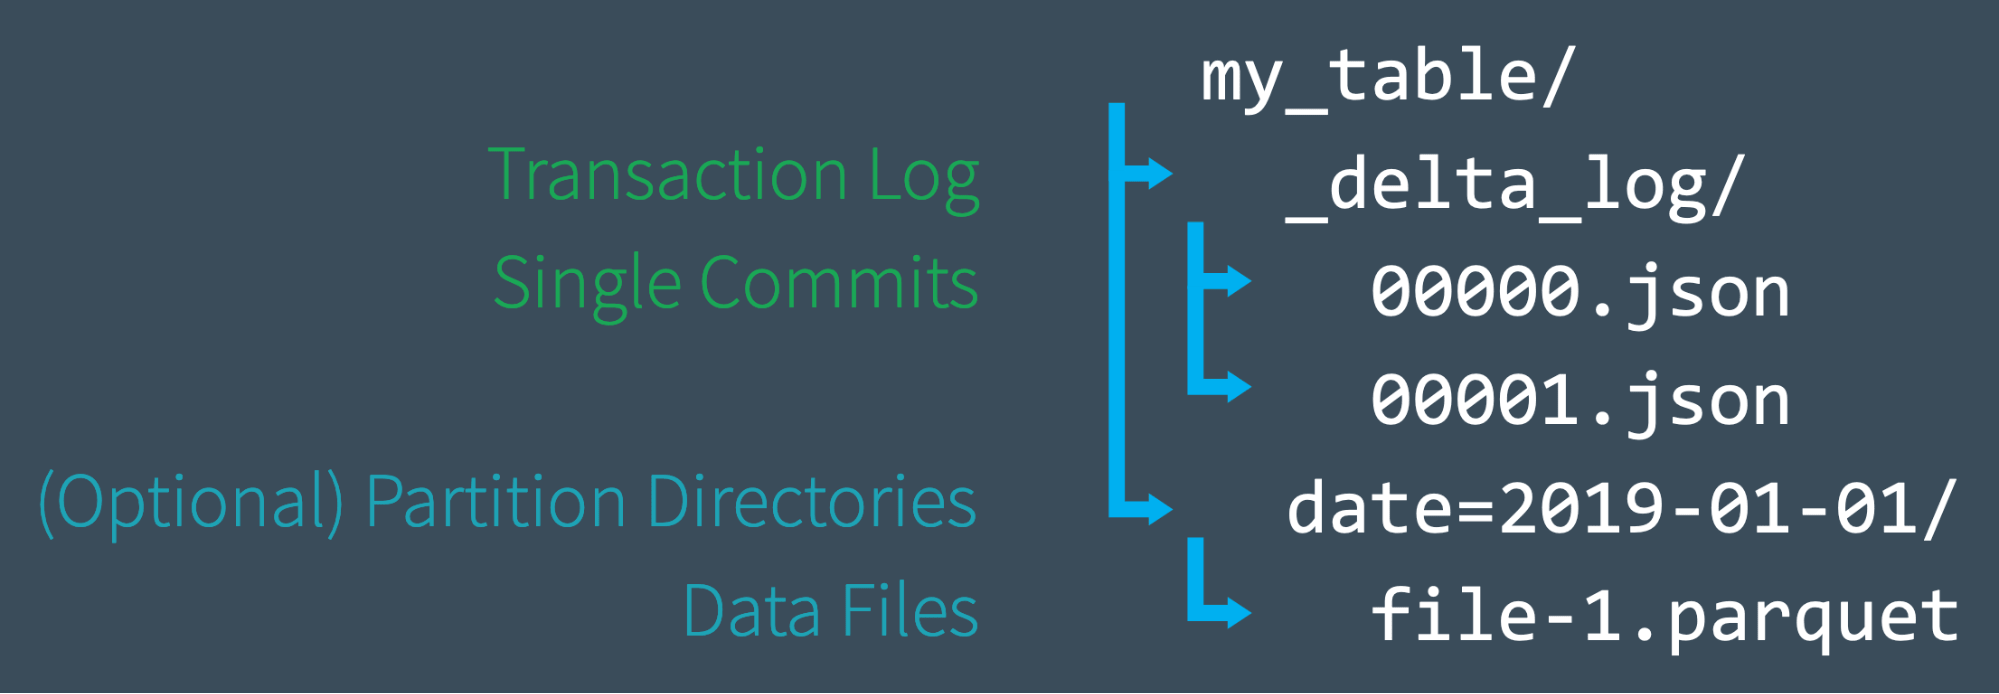 my_table/
Transaction Log
_delta_log/
Single Commits
00000.json
00001.json
(Optional) Partition Directories
date=2019-01-01/
Data Files
file-1.parquet